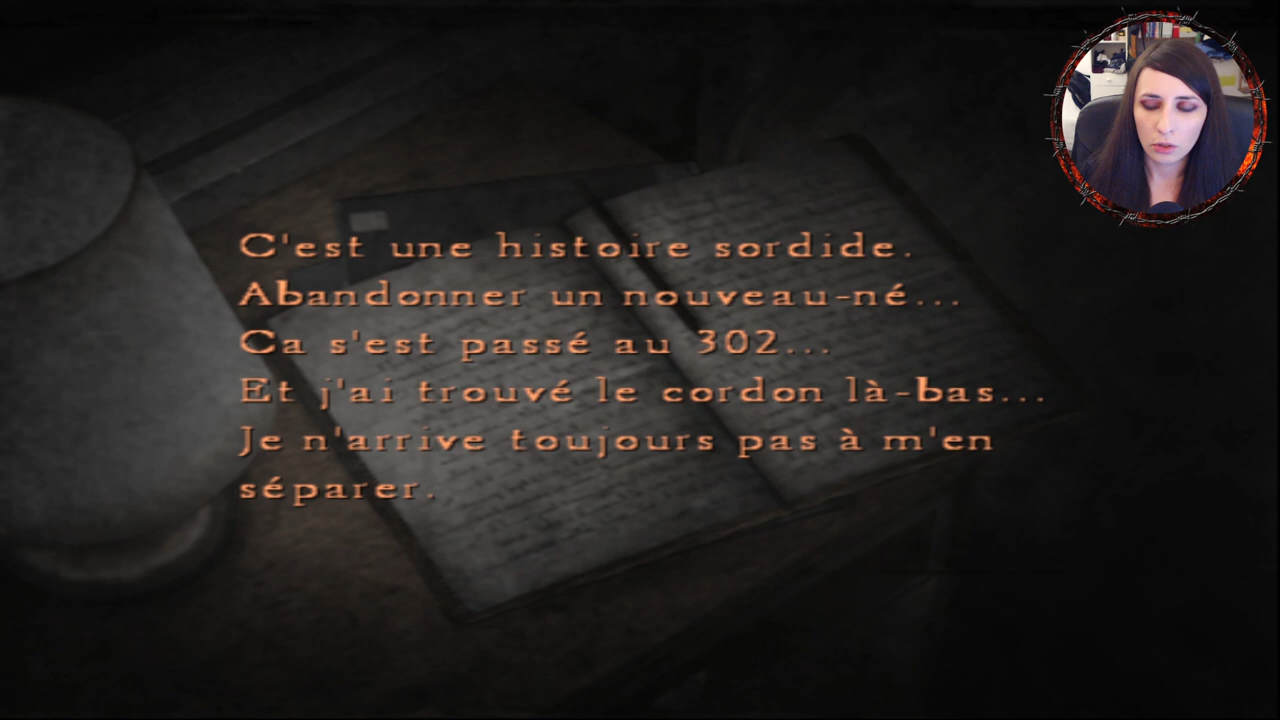 C'est une histoire sordide.
Abandonner un nouveau-né...
Ca s'est passé au 302...
Et j'ai trouvé le cordon là-bas...
Je n'arrive toujours pas à m'en
séparer.